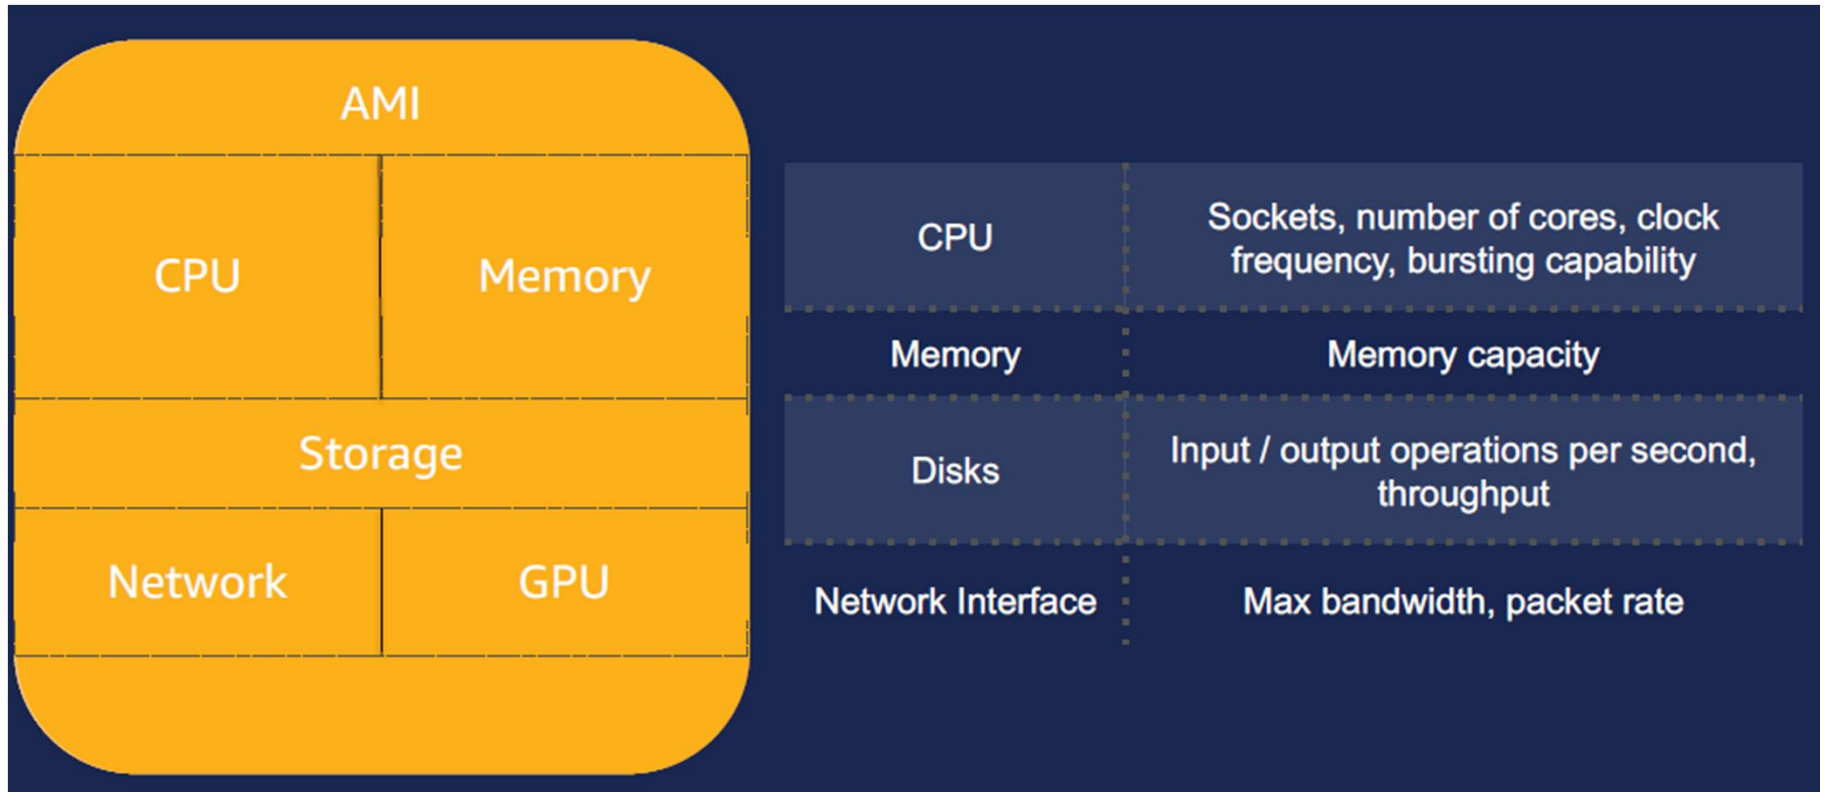 AMI
CPU
Memory
Storage
Network
GPU
CPU
Sockets, number of cores, clock
frequency, bursting capability
Memory
Memory capacity
Disks
Input / output operations per second,
throughput
Network Interface
Max bandwidth, packet rate